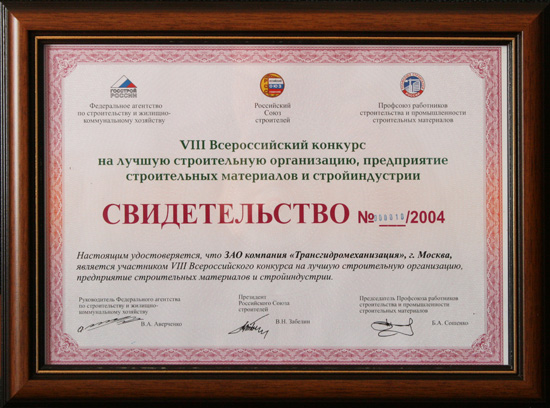 ГОССТРОЙ
РОССИИ
Федеральное агентство
по строительству и жилищно-
коммунальному хозяйству
Российский
Союз
строителей
Профсоюз работников
строительства и промышленности
строительных материалов
VIII Всероссийский конкурс
на лучшую строительную организацию, предприятие
строительных материалов и стройиндустрии
СВИДЕТЕЛЬСТВО № /2004
Настоящим удостоверяется, что ЗАО компания «Трансгидромеханизация», г. Москва,
является участником VIII Всероссийского конкурса на лучшую строительную организацию,
предприятие строительных материалов и стройиндустрии.
Руководитель Федерального агентства
по строительству и жилищно-
коммунальному хозяйству
В.А. Аверченко
Президент
Российского Союза
строителей
В.Н. Забелин
Председатель Профсоюза работников
строительства и промышленности
строительных материалов
Б.А. Сошенко